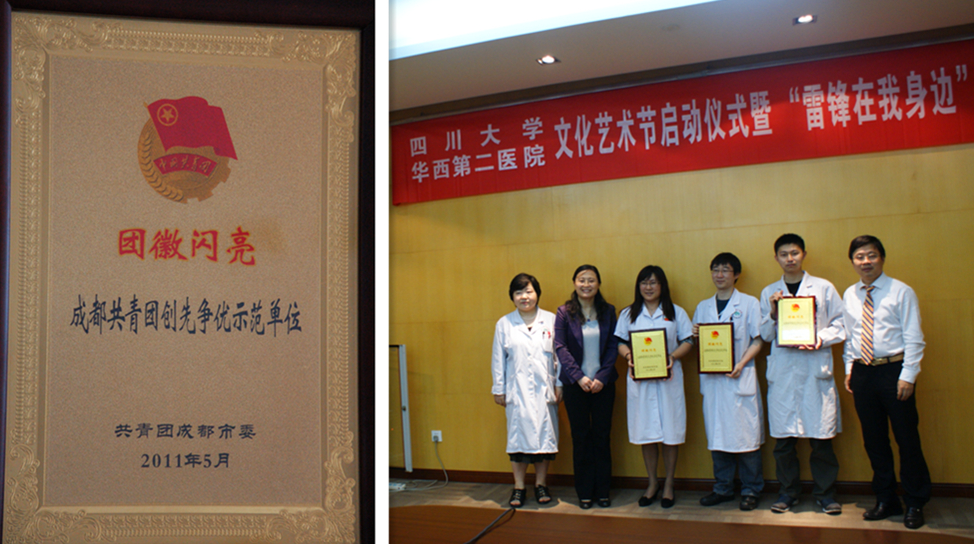 中国共青团
团徽闪亮
成都共青团创先争优示范单位
共青团成都市委
2011年5月
四川大学
华西第二医院
文化艺术节启动仪式暨“雷锋在我身边”